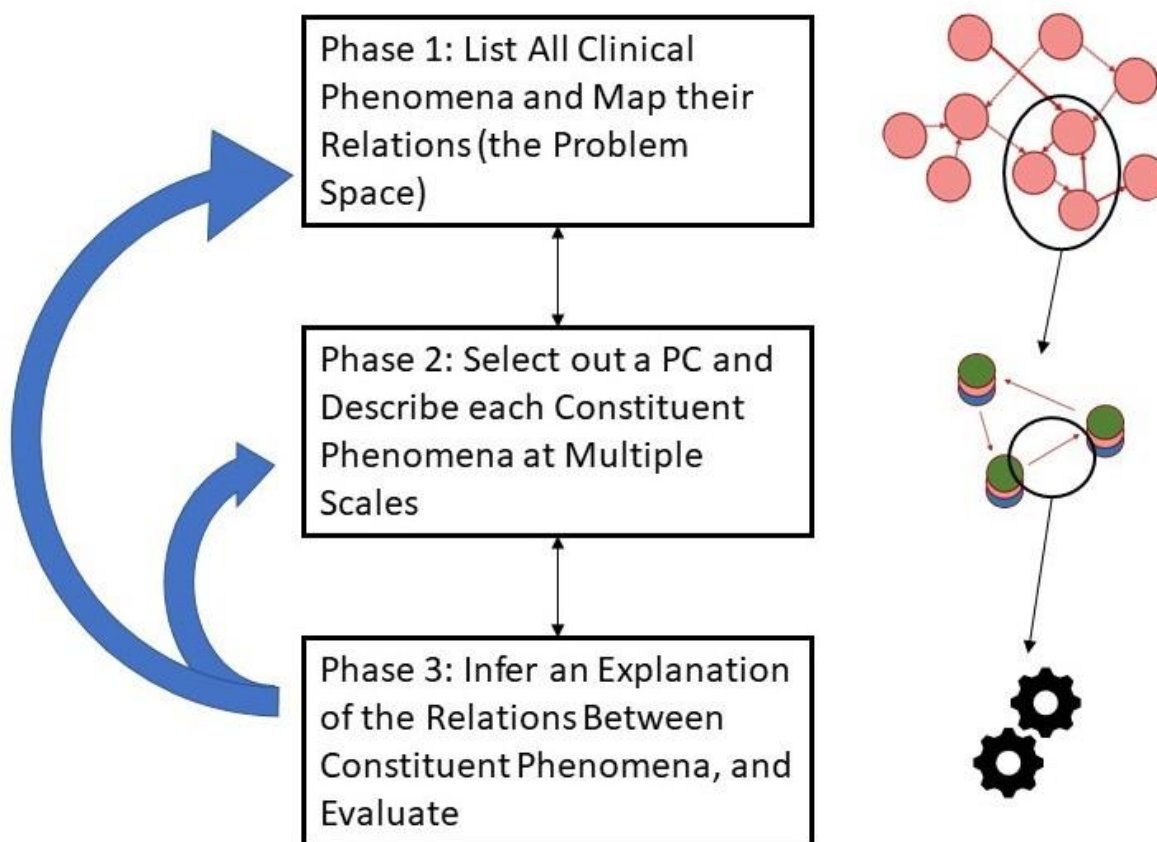 Phase 1: List All Clinical
Phenomena and Map their
Relations (the Problem
Space)
Phase 2: Select out a PC and
Describe each Constituent
Phenomena at Multiple
Scales
Phase 3: Infer an Explanation
of the Relations Between
Constituent Phenomena, and
Evaluate